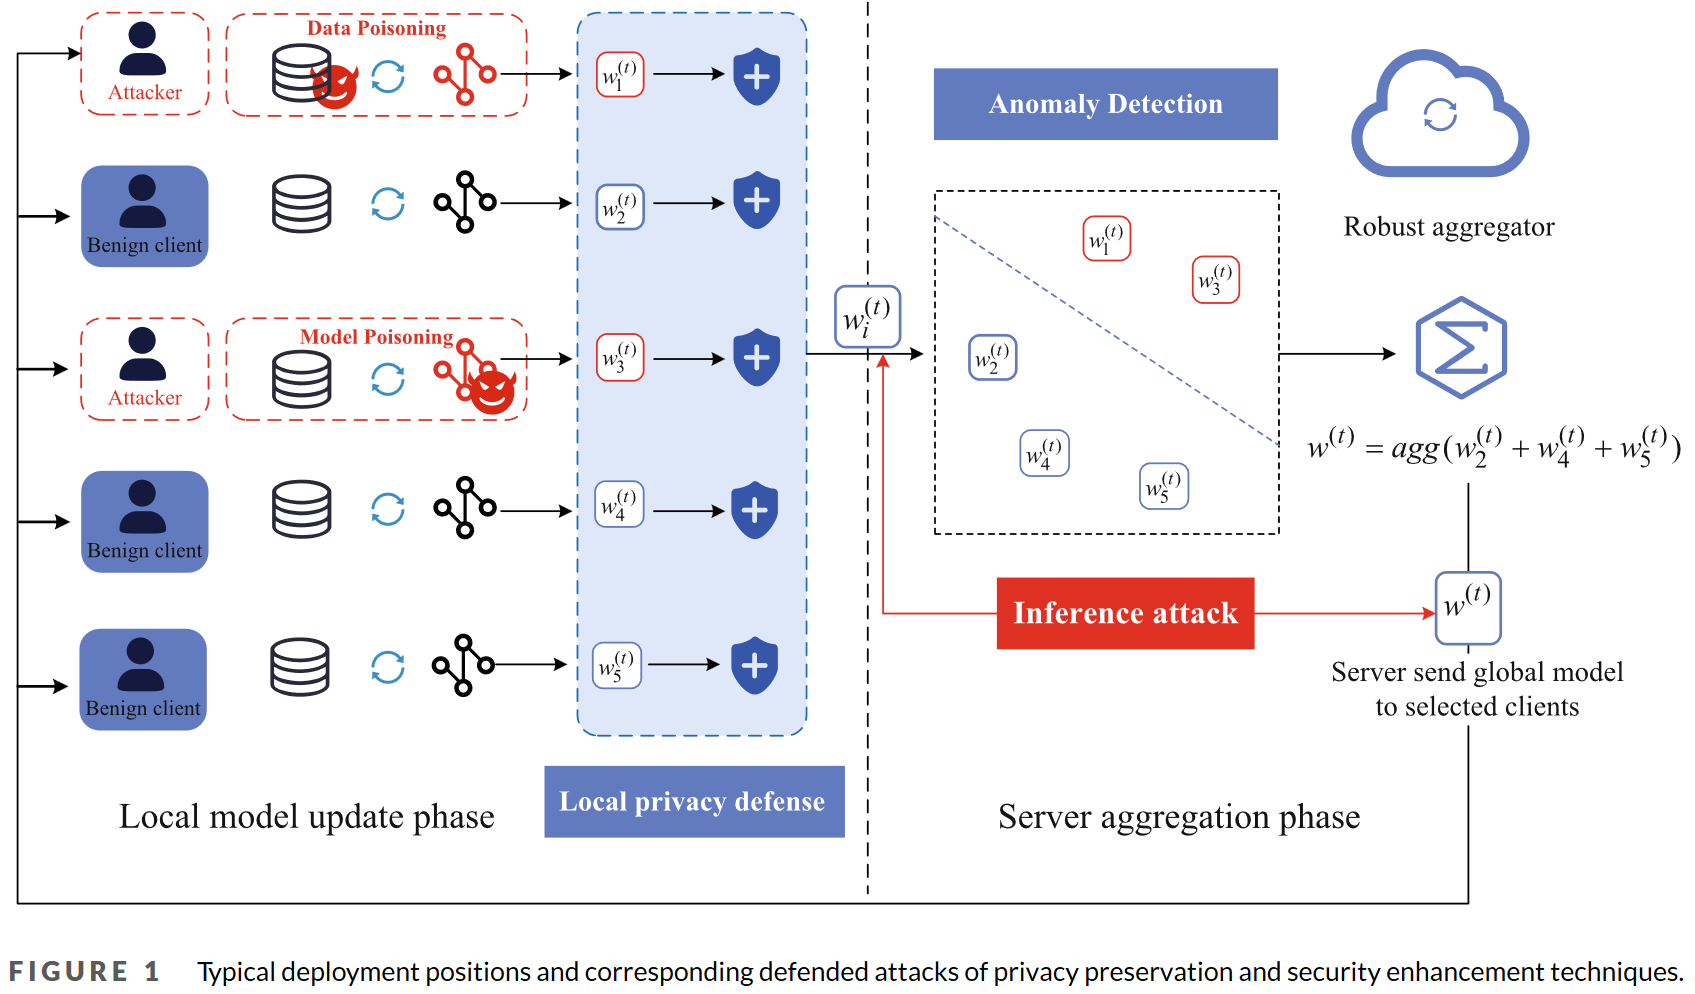 Data Poisoning
Attacker
w_1^{(t)}
Benign client
w_2^{(t)}
Model Poisoning
Attacker
w_3^{(t)}
Benign client
w_4^{(t)}
Benign client
w_5^{(t)}
Local privacy defense
Local model update phase
w_i^{(t)}
Anomaly Detection
w_1^{(t)}
w_3^{(t)}
w_2^{(t)}
w_4^{(t)}
w_5^{(t)}
Robust aggregator
w^{(t)} = agg(w_2^{(t)} + w_4^{(t)} + w_5^{(t)})
Inference attack
w^{(t)}
Server send global model
to selected clients
Server aggregation phase
FIGURE 1 Typical deployment positions and corresponding defended attacks of privacy preservation and security enhancement techniques.